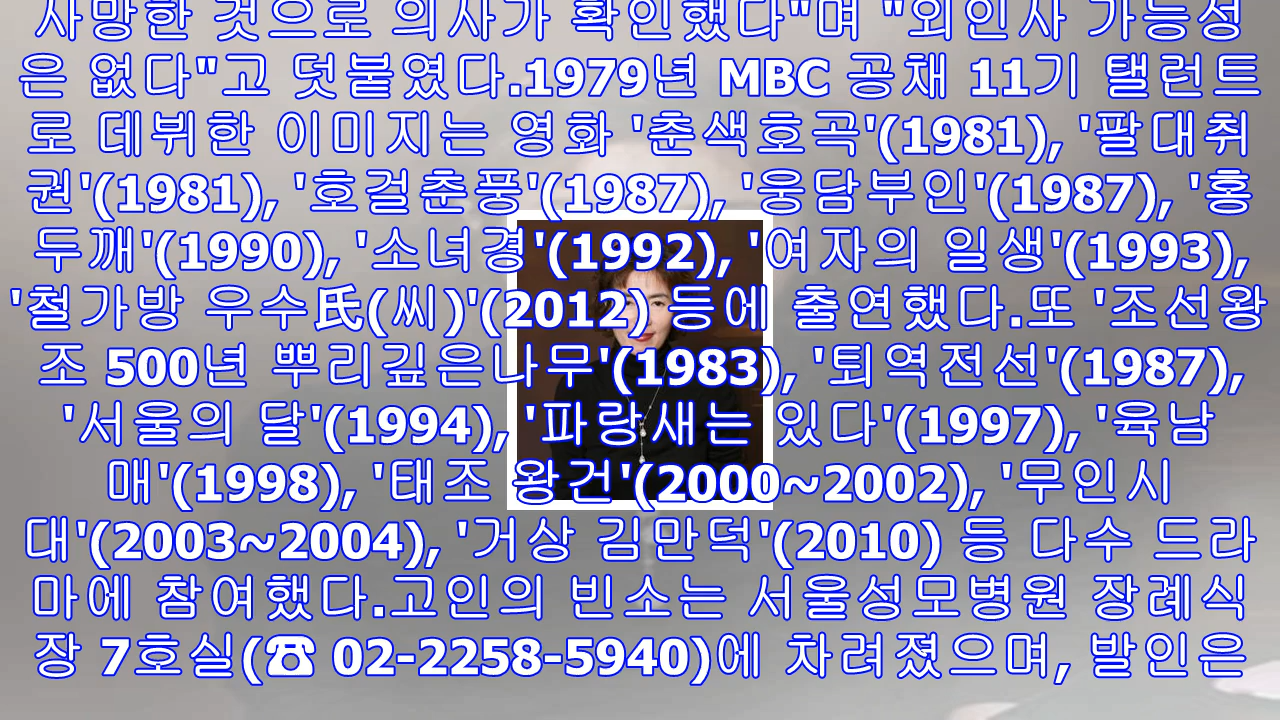 사망한 것으로 의사가 확인했다"며 "외인사 가능성
은 없다"고 덧붙였다.1979년 MBC 공채 11기 탤런트
로 데뷔한 이미지는 영화 '춘색호곡'(1981), '팔대취
권'(1981), '호걸춘풍'(1987), '웅담부인'(1987), '홍
두깨'(1990), '소녀경'(1992), '여자의 일생'(1993),
'철가방 우수氏(씨)'(2012) 등에 출연했다.또 '조선왕
조 500년 뿌리깊은나무'(1983), '퇴역전선'(1987),
'서울의 달'(1994), '파랑새는 있다'(1997), '육남
매'(1998), '태조 왕건'(2000~2002), '무인시
대'(2003~2004), '거상 김만덕'(2010) 등 다수 드라
마에 참여했다.고인의 빈소는 서울성모병원 장례식
장 7호실(☎ 02-2258-5940)에 차려졌으며, 발인은